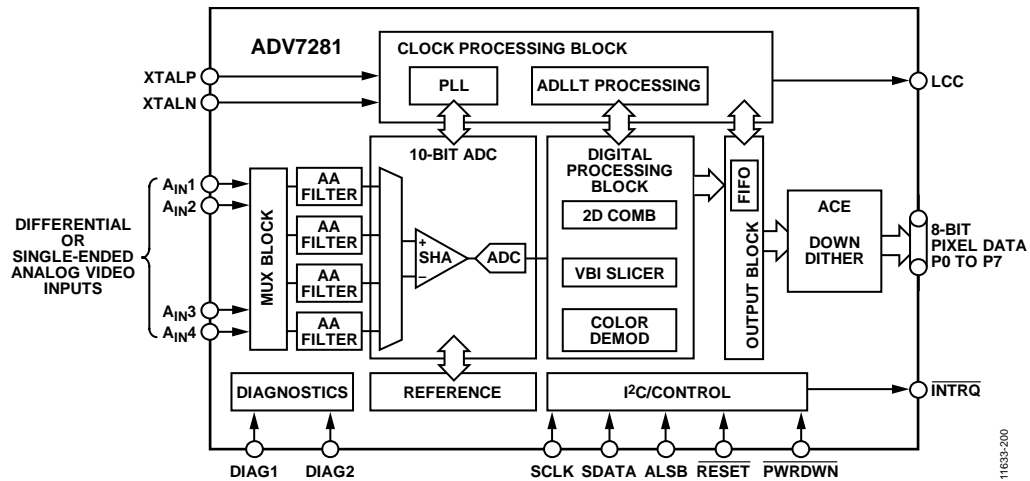 ADV7281
CLOCK PROCESSING BLOCK
PLL
ADLLT PROCESSING
XTALP
XTALN
LCC
10-BIT ADC
DIGITAL
PROCESSING
BLOCK
2D COMB
VBI SLICER
COLOR
DEMOD
FIFO
OUTPUT BLOCK
ACE
DOWN
DITHER
8-BIT
PIXEL DATA
P0 TO P7
DIFFERENTIAL
OR
SINGLE-ENDED
ANALOG VIDEO
INPUTS
AIN1
AIN2
AIN3
AIN4
MUX BLOCK
AA
FILTER
AA
FILTER
AA
FILTER
AA
FILTER
+
SHA
–
ADC
DIAGNOSTICS
REFERENCE
I2C/CONTROL
INTRQ
DIAG1
DIAG2
SCLK
SDATA
ALSB
RESET
PWRDWN
11633-200